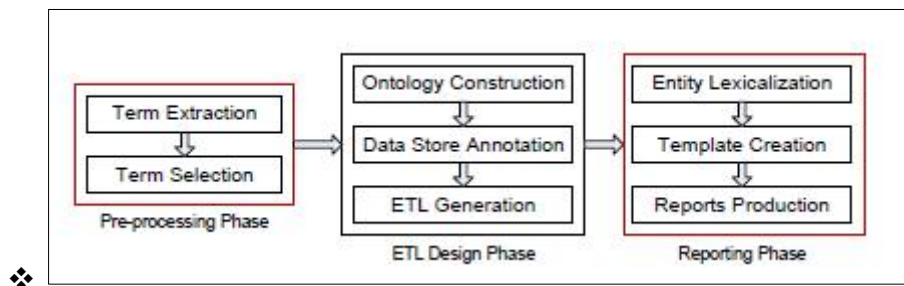 Term Extraction
Term Selection
Pre-processing Phase
Ontology Construction
Data Store Annotation
ETL Generation
ETL Design Phase
Entity Lexicalization
Template Creation
Reports Production
Reporting Phase